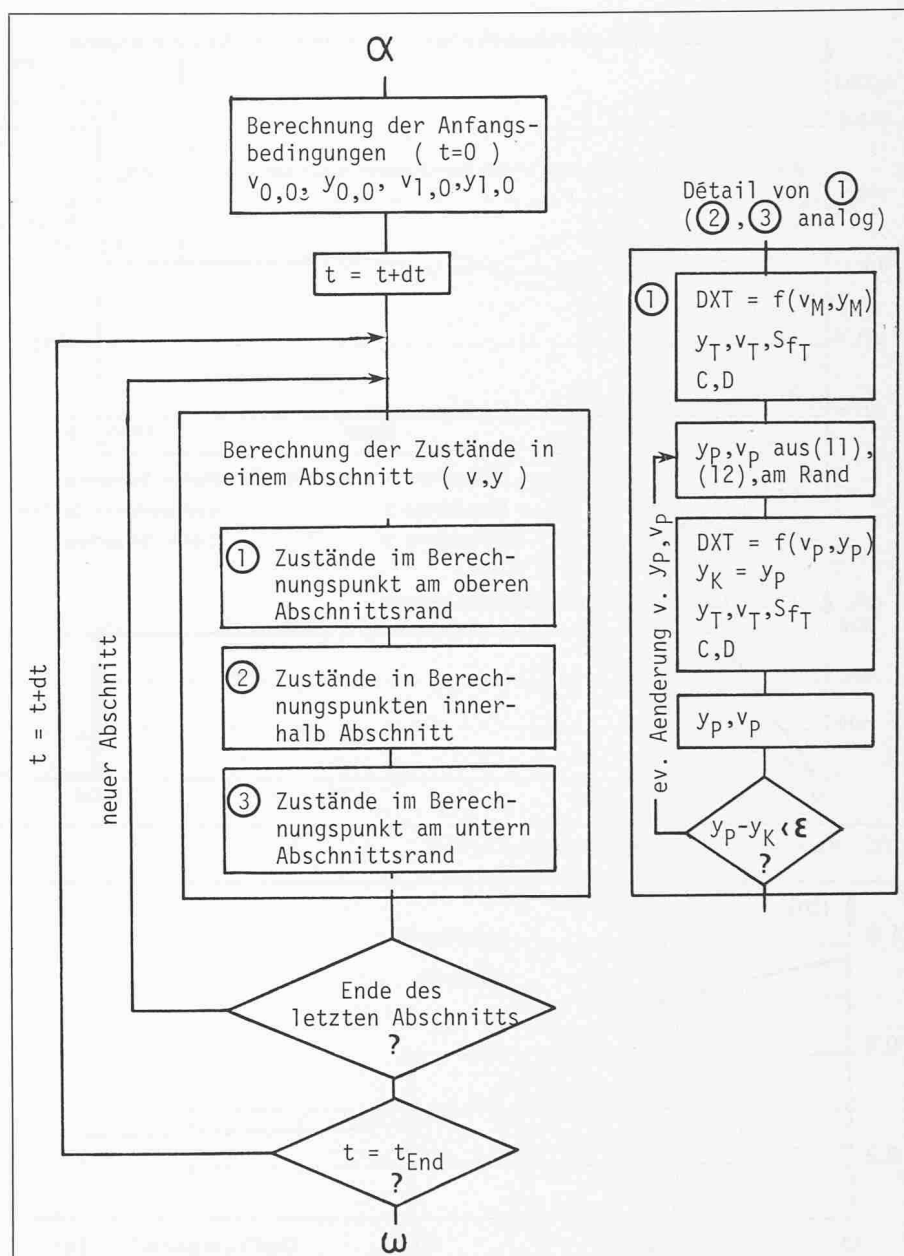 α
Berechnung der Anfangs-
bedingungen ( t=0 )
v0,0, y0,0, v1,0,y1,0
t = t+dt
Berechnung der Zustände in
einem Abschnitt ( v,y )
① Zustände im Berech-
nungspunkt am oberen
Abschnittsrand
② Zustände in Berech-
nungspunkten inner-
halb Abschnitt
③ Zustände im Berech-
nungspunkt am untern
Abschnittsrand
Ende des
letzten Abschnitts
?
t = tEnd
?
ω
t = t+dt
neuer Abschnitt
Détail von ①
(②,③ analog)
① DXT = f(vM,yM)
yT,vT,SfT
C,D
yP,vP aus(11),
(12),am Rand
DXT = f(vP,yP)
yK = yP
yT,vT,SfT
C,D
yP,vP
yP-yK<ε
?
ev. Aenderung v. yP,vP